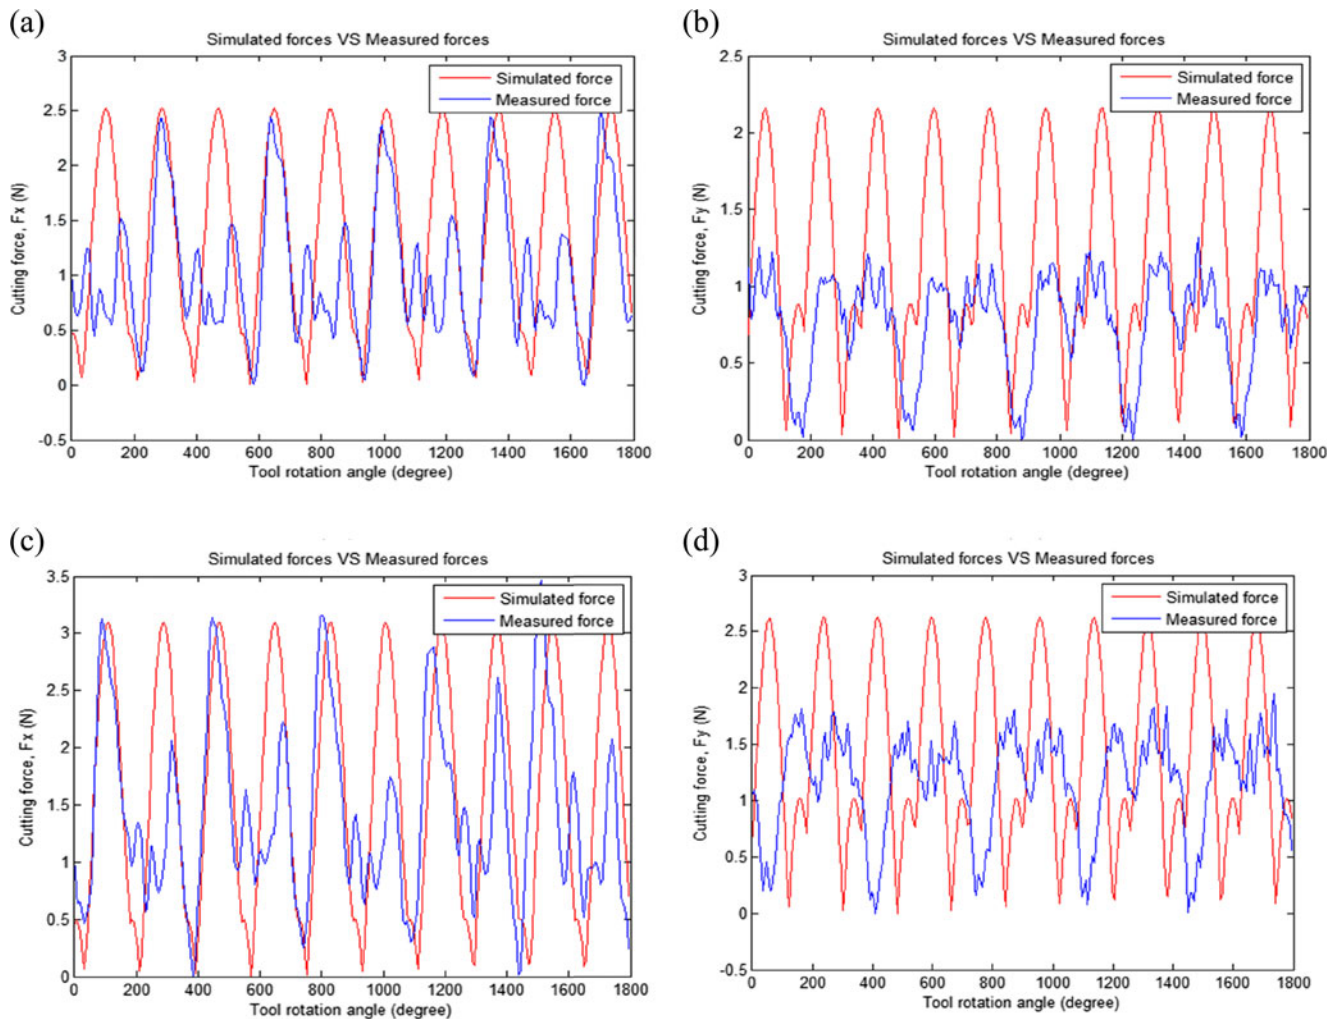 (a)
Simulated forces VS Measured forces
3
2.5
2
1.5
1
0.5
0
-0.5
Cutting force, Fx (N)
Simulated force
Measured force
0 200 400 600 800 1000 1200 1400 1600 1800
Tool rotation angle (degree)
(b)
Simulated forces VS Measured forces
2.5
2
1.5
1
0.5
0
Cutting force, Fy (N)
Simulated force
Measured force
0 200 400 600 800 1000 1200 1400 1600 1800
Tool rotation angle (degree)
(c)
Simulated forces VS Measured forces
3.5
3
2.5
2
1.5
1
0.5
0
Cutting force, Fx (N)
Simulated force
Measured force
0 200 400 600 800 1000 1200 1400 1600 1800
Tool rotation angle (degree)
(d)
Simulated forces VS Measured forces
3
2.5
2
1.5
1
0.5
0
-0.5
Cutting force, Fy (N)
Simulated force
Measured force
0 200 400 600 800 1000 1200 1400 1600 1800
Tool rotation angle (degree)